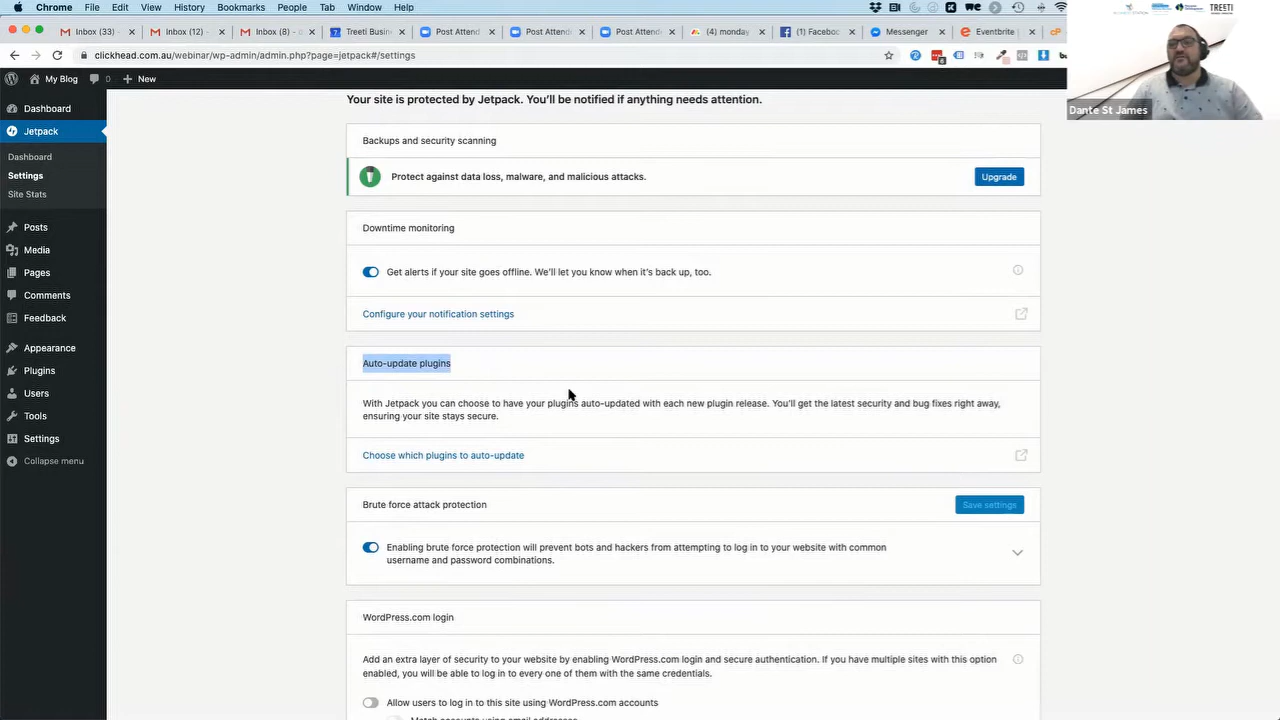 Chrome File Edit View History Bookmarks People Tab Window Help
Inbox (33) Inbox (12) Inbox (8) Treeti Busin Post Attend Post Attend Post Attend (4) monday Facebo Messenger Eventbrite
clickhead.com.au/webinar/wp-admin/admin.php?page=jetpack#/settings
TREETI
Dante St James
My Blog 0 + New
Dashboard
Jetpack
Dashboard
Settings
Site Stats
Posts
Media
Pages
Comments
Feedback
Appearance
Plugins
Users
Tools
Settings
Collapse menu
Your site is protected by Jetpack. You'll be notified if anything needs attention.
Backups and security scanning
Protect against data loss, malware, and malicious attacks.
Upgrade
Downtime monitoring
Get alerts if your site goes offline. We'll let you know when it's back up, too.
Configure your notification settings
Auto-update plugins
With Jetpack you can choose to have your plugins auto-updated with each new plugin release. You'll get the latest security and bug fixes right away,
ensuring your site stays secure.
Choose which plugins to auto-update
Brute force attack protection
Save settings
Enabling brute force protection will prevent bots and hackers from attempting to log in to your website with common
username and password combinations.
WordPress.com login
Add an extra layer of security to your website by enabling WordPress.com login and secure authentication. If you have multiple sites with this option
enabled, you will be able to log in to every one of them with the same credentials.
Allow users to log in to this site using WordPress.com accounts
Match accounts using email addresses